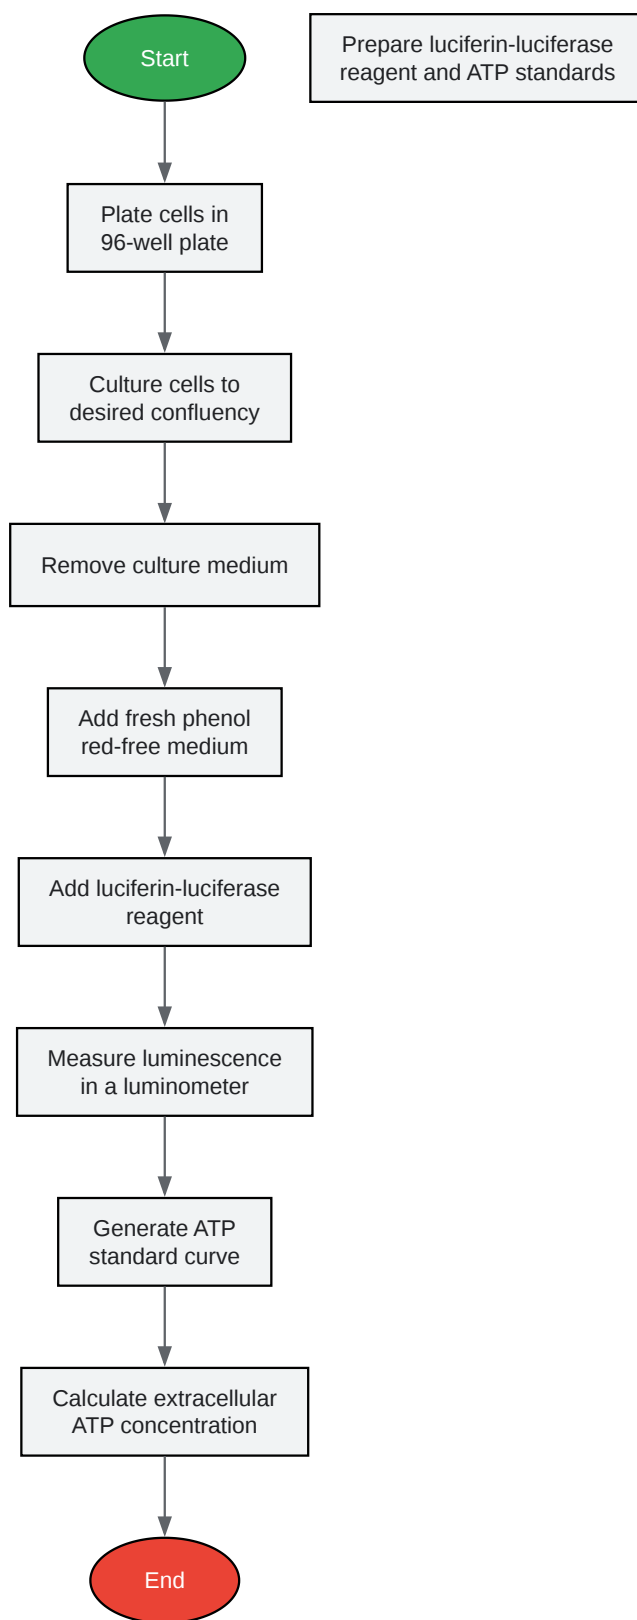 Start
Prepare luciferin-luciferase
reagent and ATP standards
Plate cells in
96-well plate
Culture cells to
desired confluency
Remove culture medium
Add fresh phenol
red-free medium
Add luciferin-luciferase
reagent
Measure luminescence
in a luminometer
Generate ATP
standard curve
Calculate extracellular
ATP concentration
End